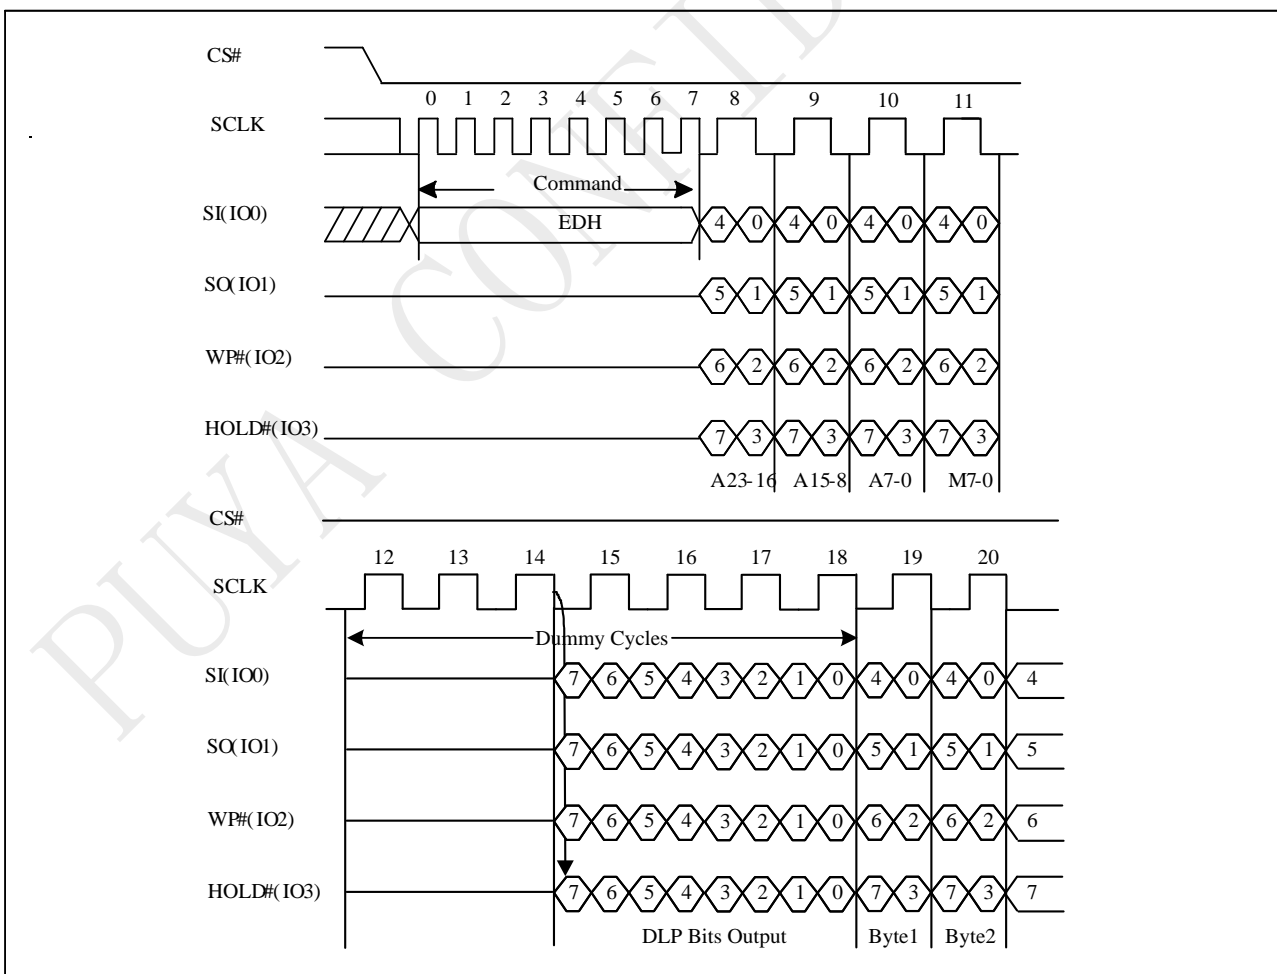 PUYA CONFID
CS#
0 1 2 3 4 5 6 7 8 9 10 11
SCLK
Command
SI(IO0) EDH 4 0 4 0 4 0 4 0
SO(IO1) 5 1 5 1 5 1 5 1
WP#(IO2) 6 2 6 2 6 2 6 2
HOLD#(IO3) 7 3 7 3 7 3 7 3
A23-16 A15-8 A7-0 M7-0
CS#
12 13 14 15 16 17 18 19 20
SCLK
Dummy Cycles
SI(IO0) 7 6 5 4 3 2 1 0 4 0 4 0 4
SO(IO1) 7 6 5 4 3 2 1 0 5 1 5 1 5
WP#(IO2) 7 6 5 4 3 2 1 0 6 2 6 2 6
HOLD#(IO3) 7 6 5 4 3 2 1 0 7 3 7 3 7
DLP Bits Output Byte1 Byte2